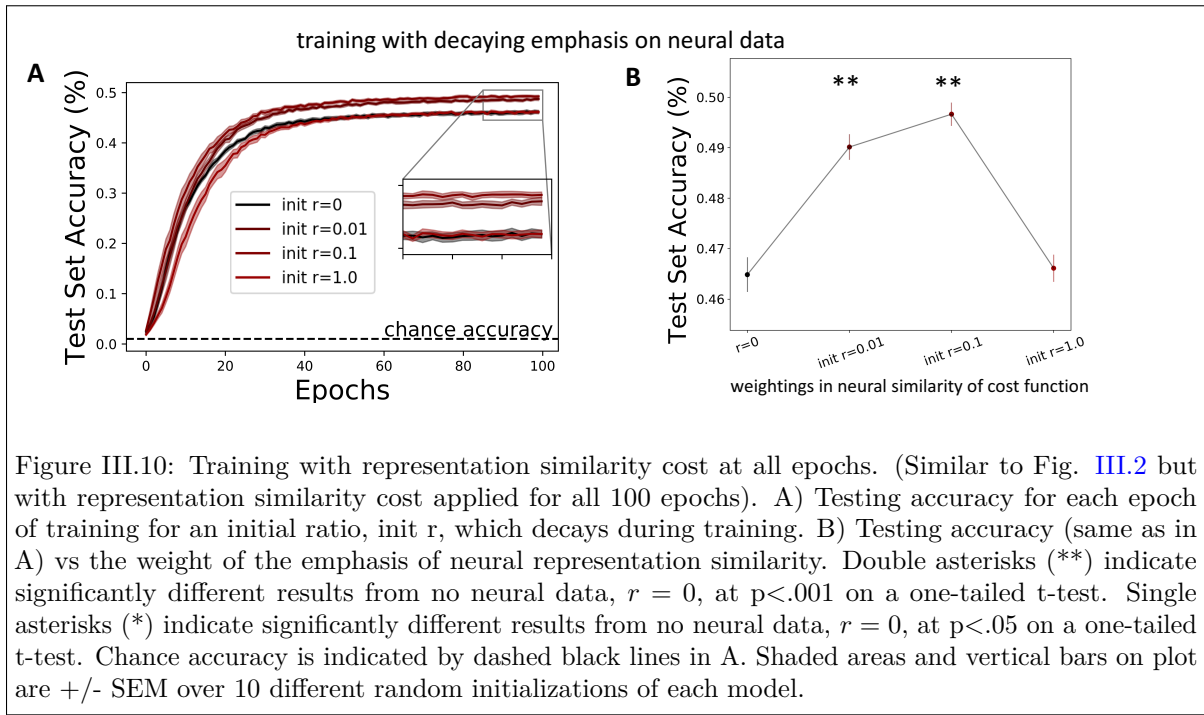 training with decaying emphasis on neural data
A
Test Set Accuracy (%)
0.5
0.4
0.3
0.2
0.1
0.0
init r=0
init r=0.01
init r=0.1
init r=1.0
chance accuracy
0
20
40
60
80
100
Epochs
B
Test Set Accuracy (%)
0.50
0.49
0.48
0.47
0.46
**
**
r=0
init r=0.01
init r=0.1
init r=1.0
weightings in neural similarity of cost function
Figure III.10: Training with representation similarity cost at all epochs. (Similar to Fig. III.2 but
with representation similarity cost applied for all 100 epochs). A) Testing accuracy for each epoch
of training for an initial ratio, init r, which decays during training. B) Testing accuracy (same as in
A) vs the weight of the emphasis of neural representation similarity. Double asterisks (**) indicate
significantly different results from no neural data, r = 0, at p<.001 on a one-tailed t-test. Single
asterisks (*) indicate significantly different results from no neural data, r = 0, at p<.05 on a one-tailed
t-test. Chance accuracy is indicated by dashed black lines in A. Shaded areas and vertical bars on plot
are +/- SEM over 10 different random initializations of each model.